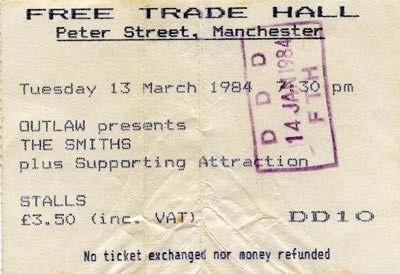 FREE TRADE HALL
Peter Street, Manchester
Tuesday 13 March 1984 7:30 pm
OUTLAW presents
THE SMITHS
plus Supporting Attraction
STALLS
£3.50 (inc. VAT) DD10
No ticket exchanged nor money refunded
D D D
14 JAN 1984
F T H